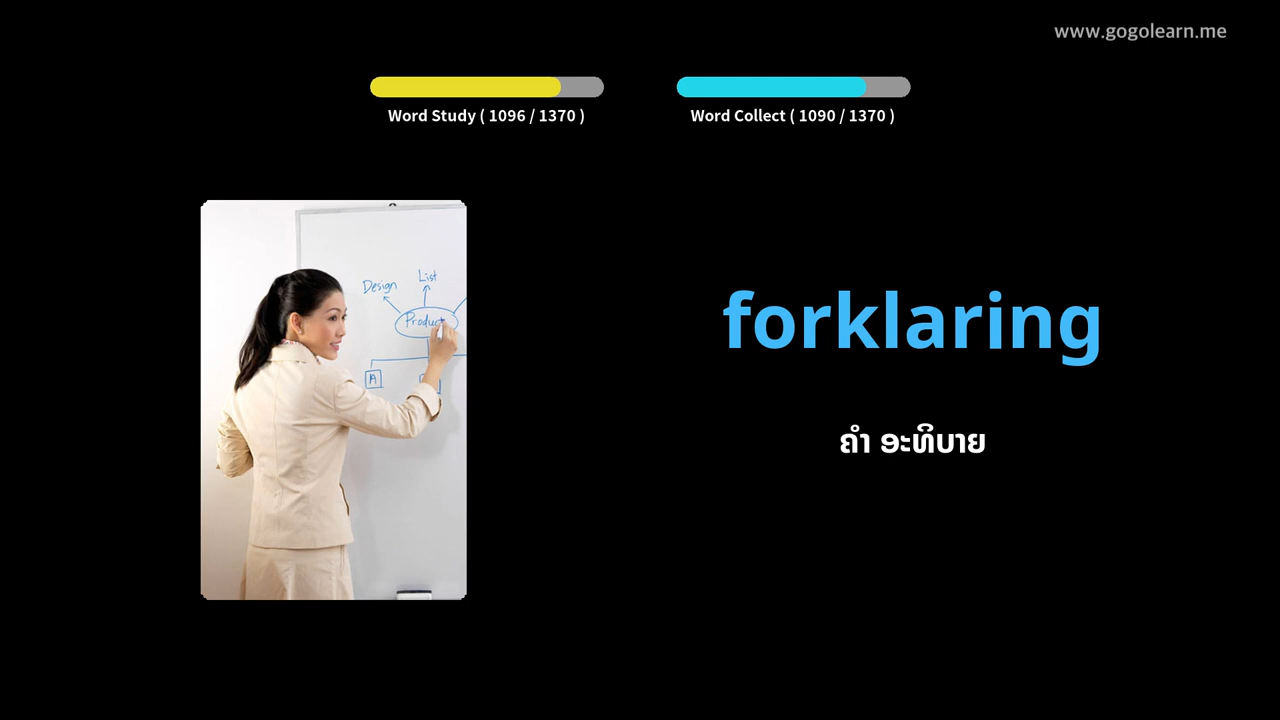 www.gogolearn.me
Word Study ( 1096 / 1370 )
Word Collect ( 1090 / 1370 )
List
Design
Product
A
forklaring
ຄຳ ອະທິບາຍ